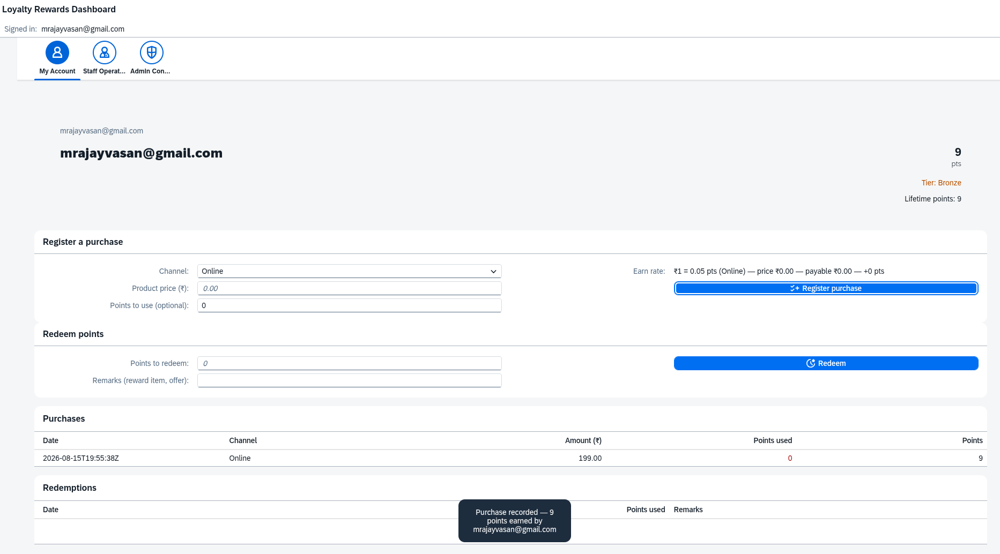 Loyalty Rewards Dashboard
Signed in: mrajayvasan@gmail.com
My Account Staff Operat... Admin Con...
mrajayvasan@gmail.com
mrajayvasan@gmail.com
9
pts
Tier: Bronze
Lifetime points: 9
Register a purchase
Channel: Online Earn rate: ₹1 = 0.05 pts (Online) — price ₹0.00 — payable ₹0.00 — +0 pts
Product price (₹): 0.00 Register purchase
Points to use (optional): 0
Redeem points
Points to redeem: 0 Redeem
Remarks (reward item, offer):
Purchases
Date Channel Amount (₹) Points used Points
2026-08-15T19:55:38Z Online 199.00 0 9
Redemptions
Date Points used Remarks
Purchase recorded — 9
points earned by
mrajayvasan@gmail.com